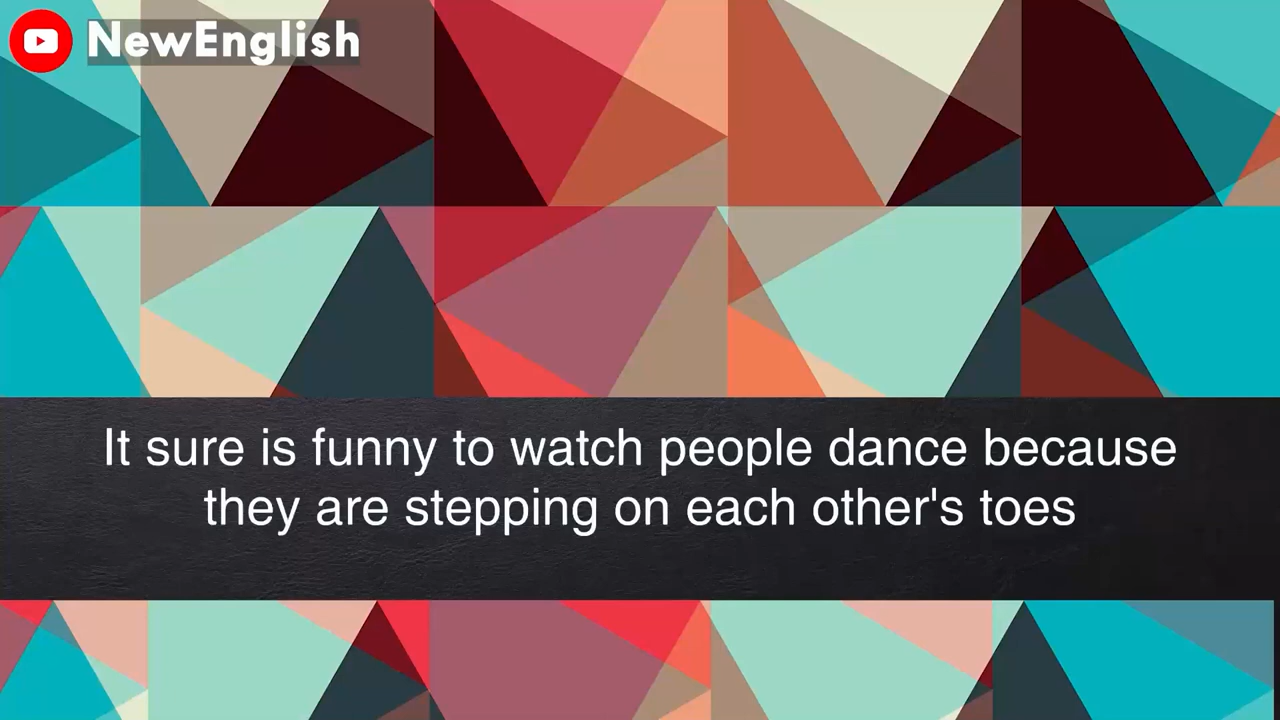 NewEnglish
It sure is funny to watch people dance because
they are stepping on each other's toes